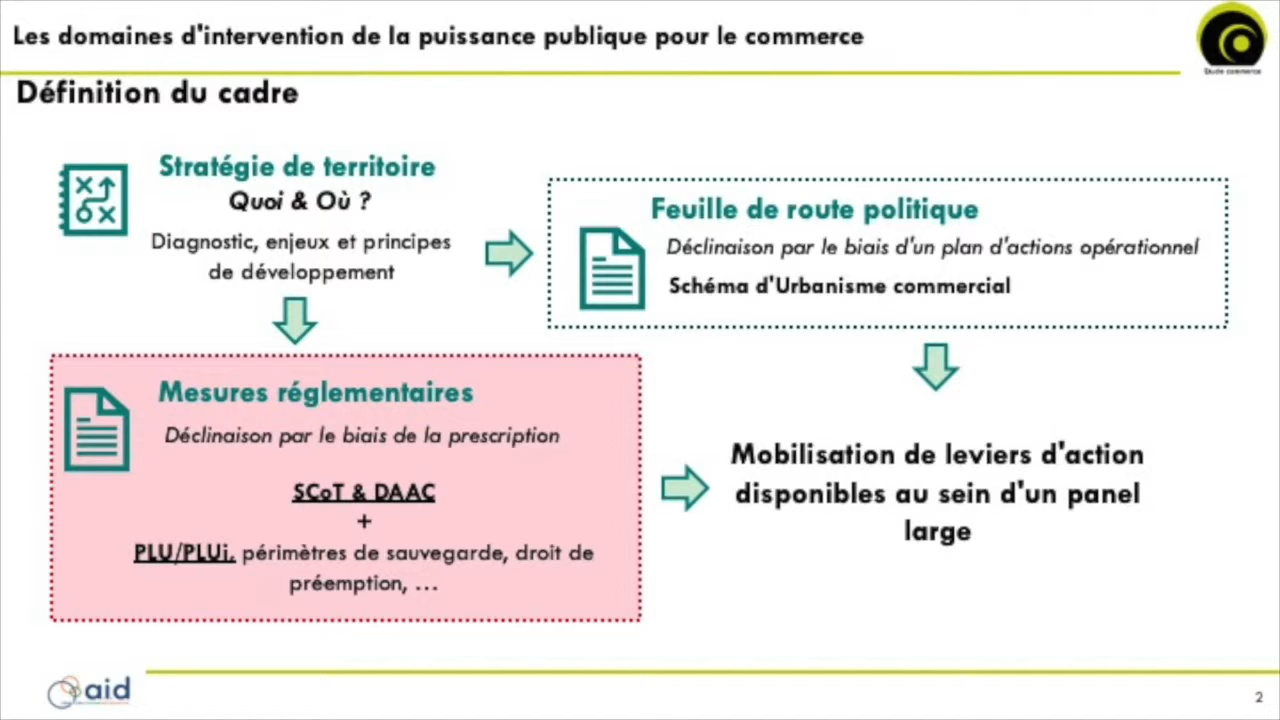 Les domaines d'intervention de la puissance publique pour le commerce
Etude commerce
Définition du cadre
Stratégie de territoire
Quoi & Où ?
Diagnostic, enjeux et principes
de développement
Feuille de route politique
Déclinaison par le biais d'un plan d'actions opérationnel
Schéma d'Urbanisme commercial
Mesures réglementaires
Déclinaison par le biais de la prescription
SCoT & DAAC
+
PLU/PLUi, périmètres de sauvegarde, droit de
préemption, ...
Mobilisation de leviers d'action
disponibles au sein d'un panel
large
aid
2